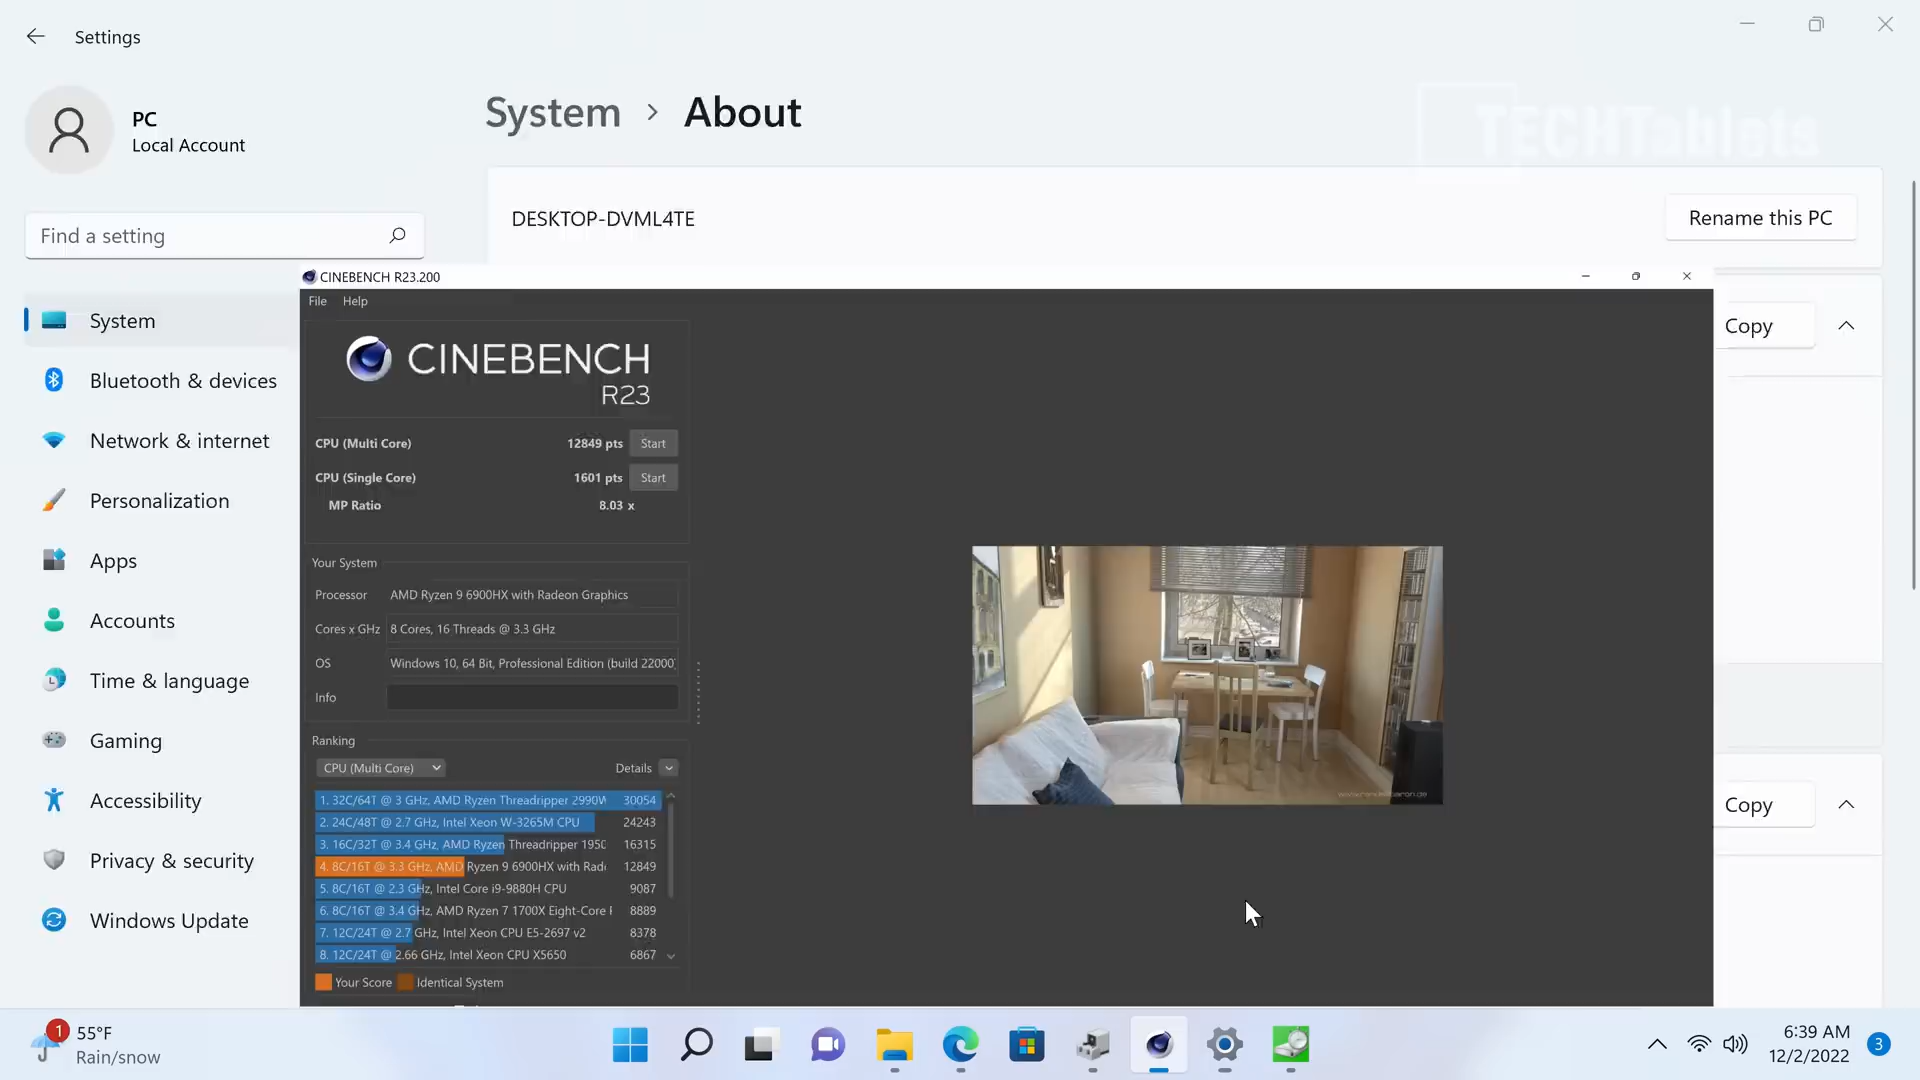 Settings
TECHTablets
PC
Local Account
System > About
DESKTOP-DVML4TE
Rename this PC
Find a setting
System
Bluetooth & devices
Network & internet
Personalization
Apps
Accounts
Time & language
Gaming
Accessibility
Privacy & security
Windows Update
Copy
Copy
CINEBENCH R23.200
File Help
CINEBENCH
R23
CPU (Multi Core) 12849 pts Start
CPU (Single Core) 1601 pts Start
MP Ratio 8.03 x
Your System
Processor AMD Ryzen 9 6900HX with Radeon Graphics
Cores x GHz 8 Cores, 16 Threads @ 3.3 GHz
OS Windows 10, 64 Bit, Professional Edition (build 22000)
Info
Ranking
CPU (Multi Core) Details
1. 32C/64T @ 3 GHz, AMD Ryzen Threadripper 2990W 30054
2. 24C/48T @ 2.7 GHz, Intel Xeon W-3265M CPU 24243
3. 16C/32T @ 3.4 GHz, AMD Ryzen Threadripper 195 16315
4. 8C/16T @ 3.3 GHz, AMD Ryzen 9 6900HX with Rad 12849
5. 8C/16T @ 2.3 GHz, Intel Core i9-9880H CPU 9087
6. 8C/16T @ 3.4 GHz, AMD Ryzen 7 1700X Eight-Core 8889
7. 12C/24T @ 2.7 GHz, Intel Xeon CPU E5-2697 v2 8378
8. 12C/24T @ 2.66 GHz, Intel Xeon CPU X5650 6867
Your Score Identical System
1
55°F
Rain/snow
6:39 AM
12/2/2022
3